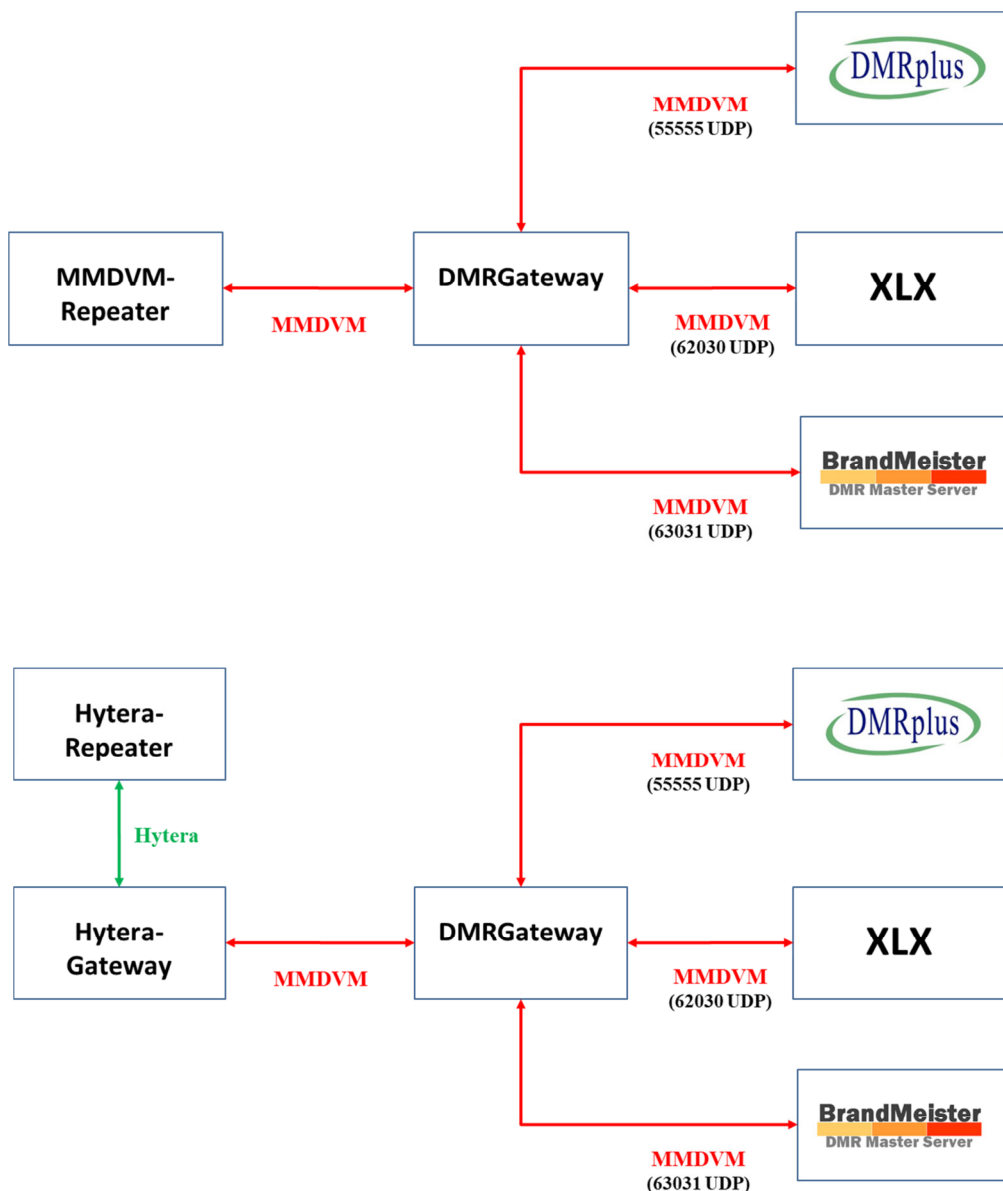 DMRplus
MMDVM
(55555 UDP)
MMDVM-
Repeater
MMDVM
DMRGateway
MMDVM
(62030 UDP)
XLX
BrandMeister
DMR Master Server
MMDVM
(63031 UDP)
Hytera-
Repeater
Hytera
DMRplus
MMDVM
(55555 UDP)
Hytera-
Gateway
MMDVM
DMRGateway
MMDVM
(62030 UDP)
XLX
BrandMeister
DMR Master Server
MMDVM
(63031 UDP)